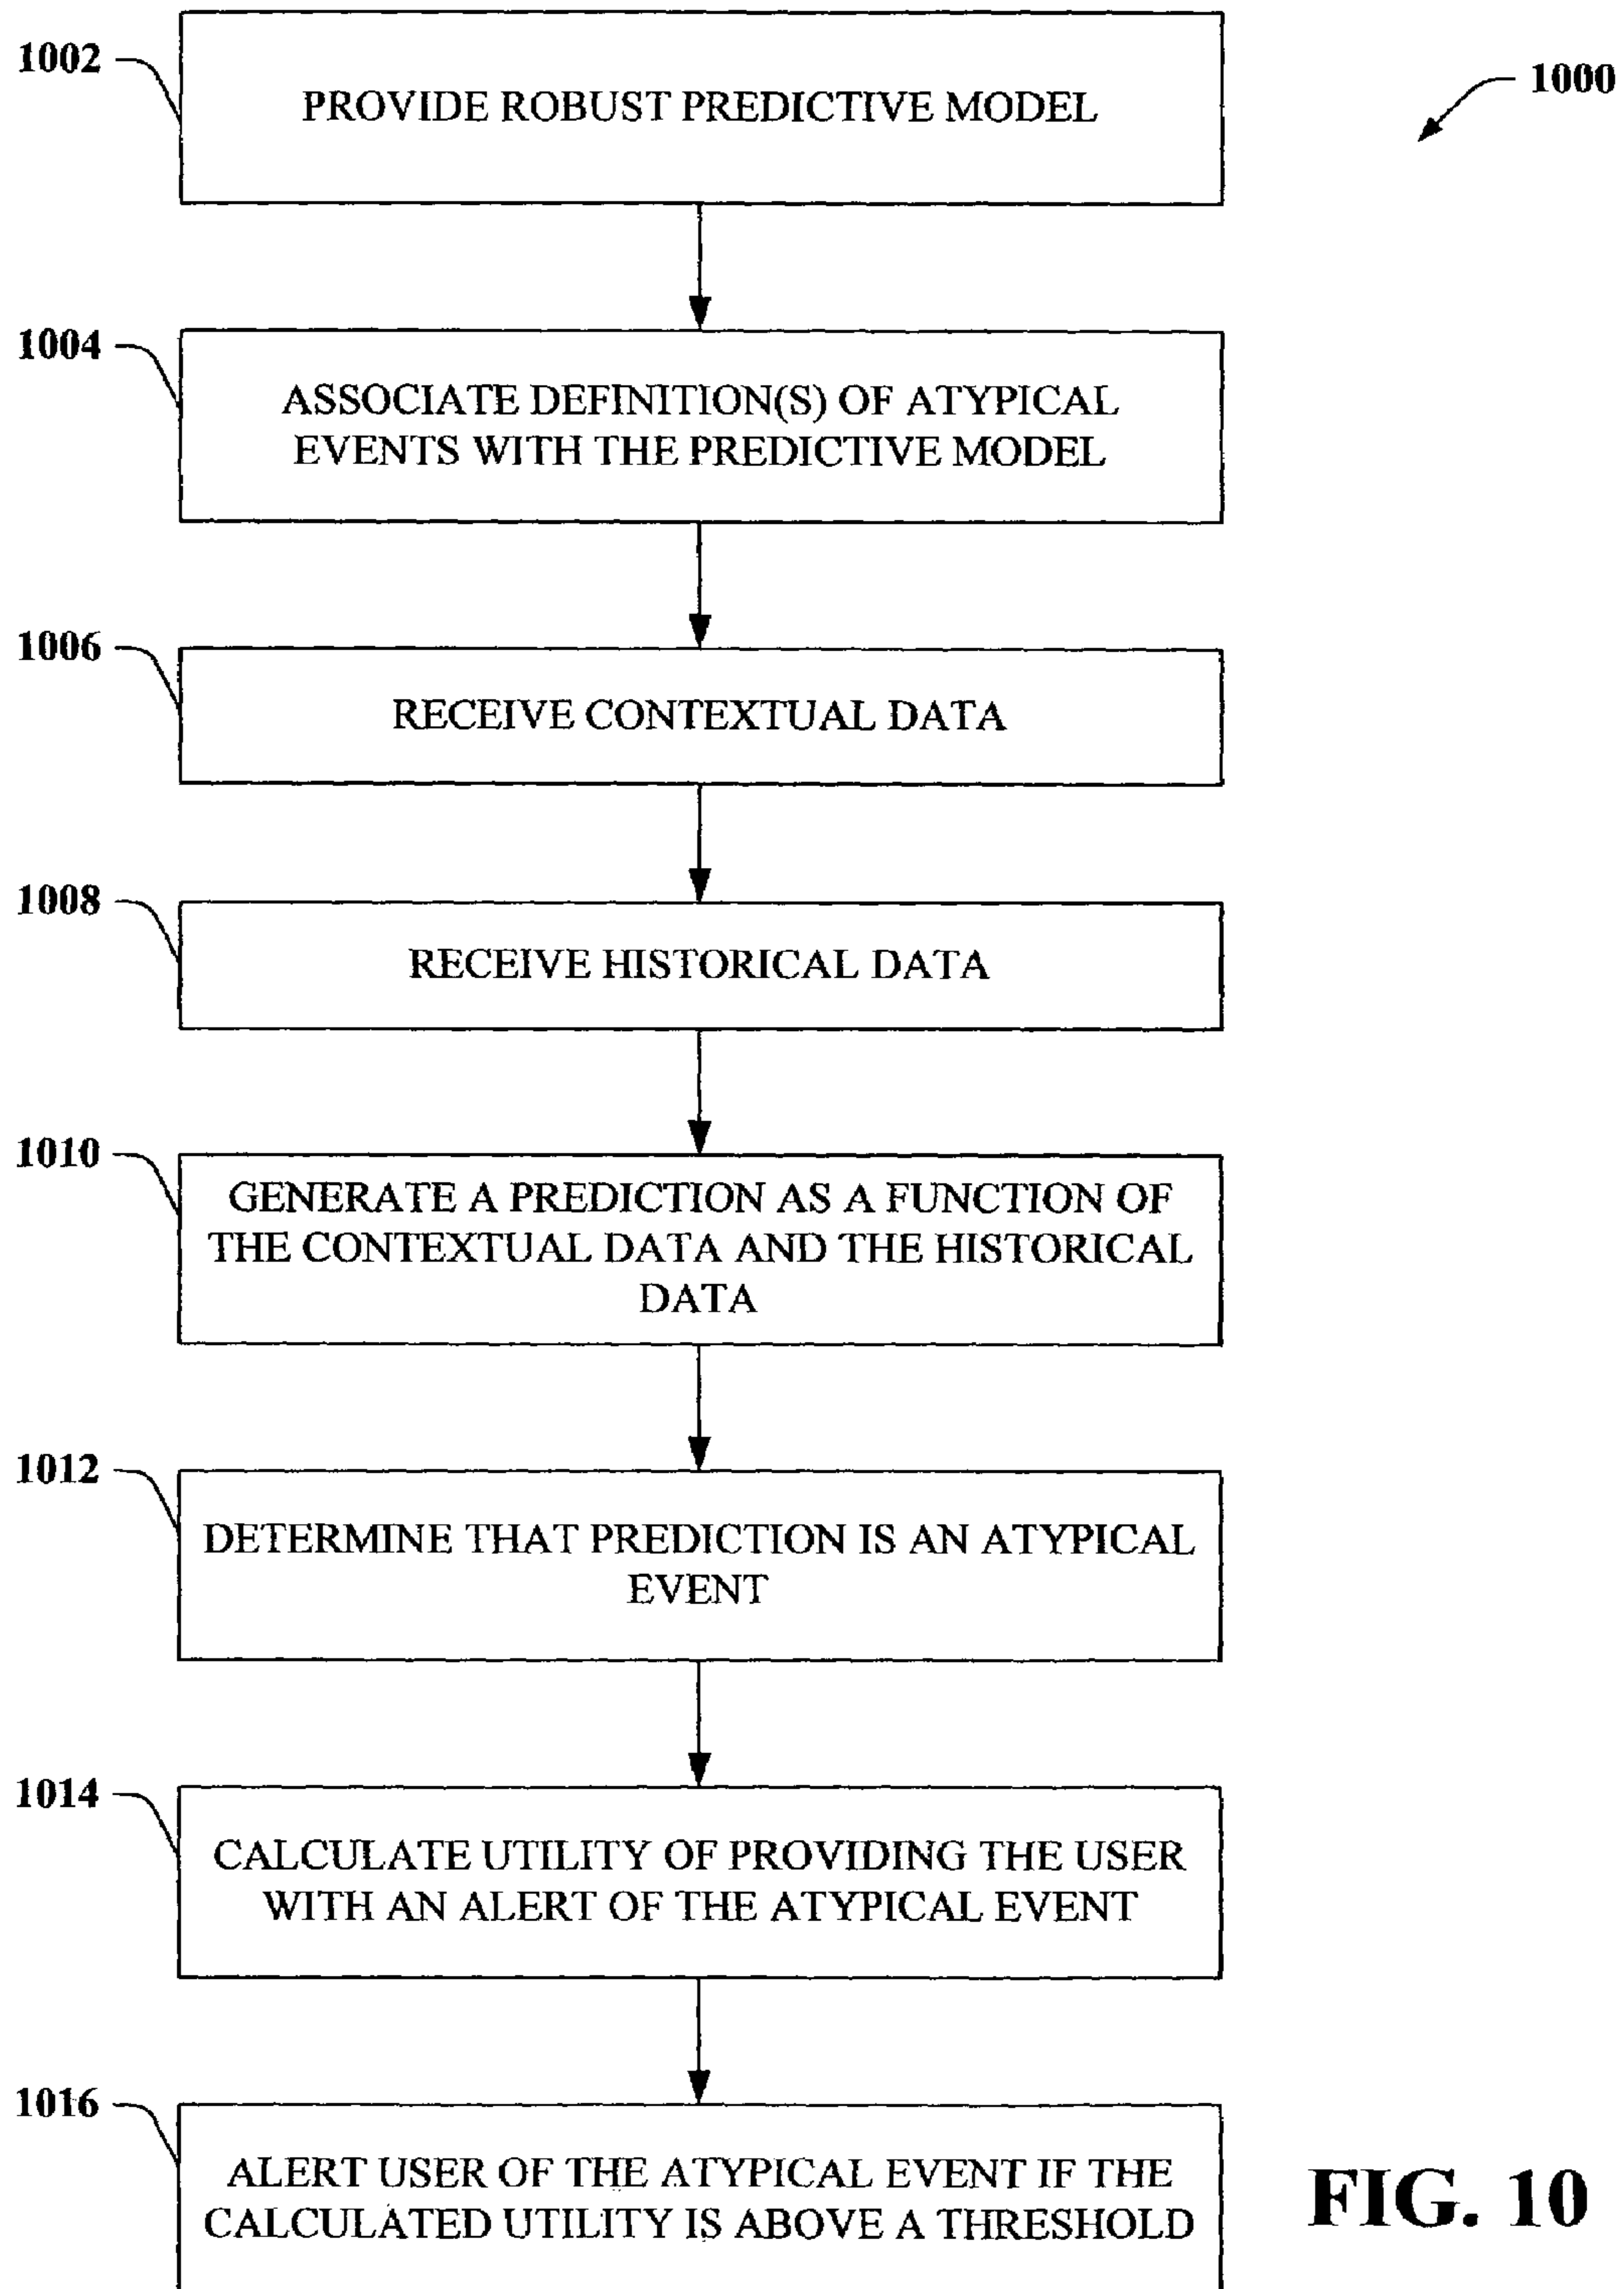 1002
PROVIDE ROBUST PREDICTIVE MODEL
1000
1004
ASSOCIATE DEFINITION(S) OF ATYPICAL
EVENTS WITH THE PREDICTIVE MODEL
1006
RECEIVE CONTEXTUAL DATA
1008
RECEIVE HISTORICAL DATA
1010
GENERATE A PREDICTION AS A FUNCTION OF
THE CONTEXTUAL DATA AND THE HISTORICAL
DATA
1012
DETERMINE THAT PREDICTION IS AN ATYPICAL
EVENT
1014
CALCULATE UTILITY OF PROVIDING THE USER
WITH AN ALERT OF THE ATYPICAL EVENT
1016
ALERT USER OF THE ATYPICAL EVENT IF THE
CALCULATED UTILITY IS ABOVE A THRESHOLD
FIG. 10